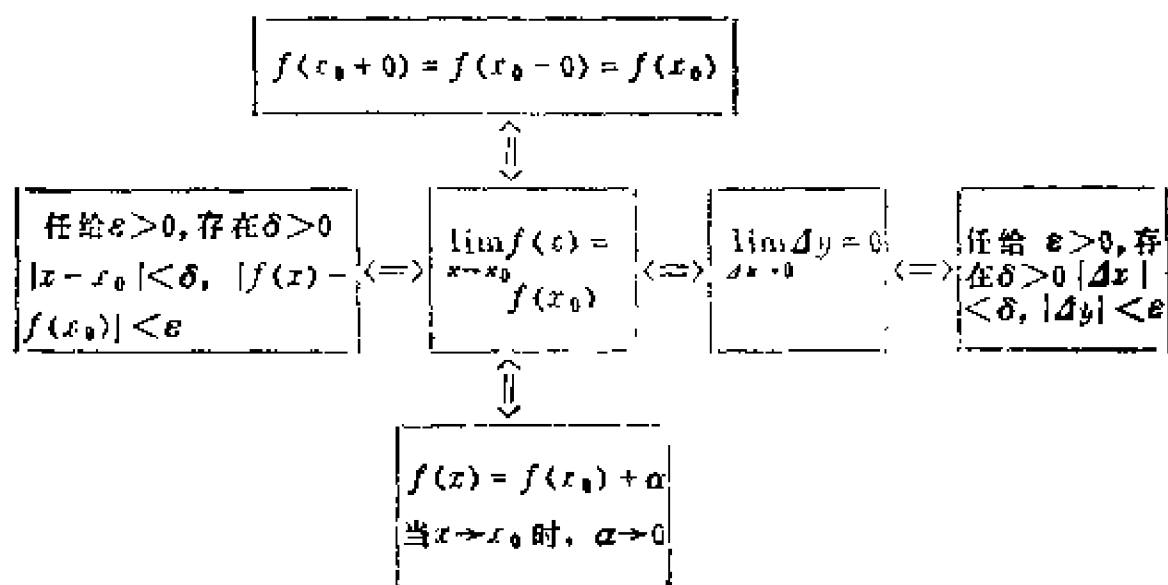 f(x₀+0)=f(x₀-0)=f(x₀)
任给ε>0,存在δ>0
|x-x₀|<δ, |f(x)-
f(x₀)|<ε
<=>
lim f(x)=
x→x₀
f(x₀)
<=>
lim Δy=0
Δx→0
<=>
任给 ε>0,存
在δ>0 |Δx|
<δ, |Δy|<ε
f(x)=f(x₀)+α
当x→x₀时, α→0